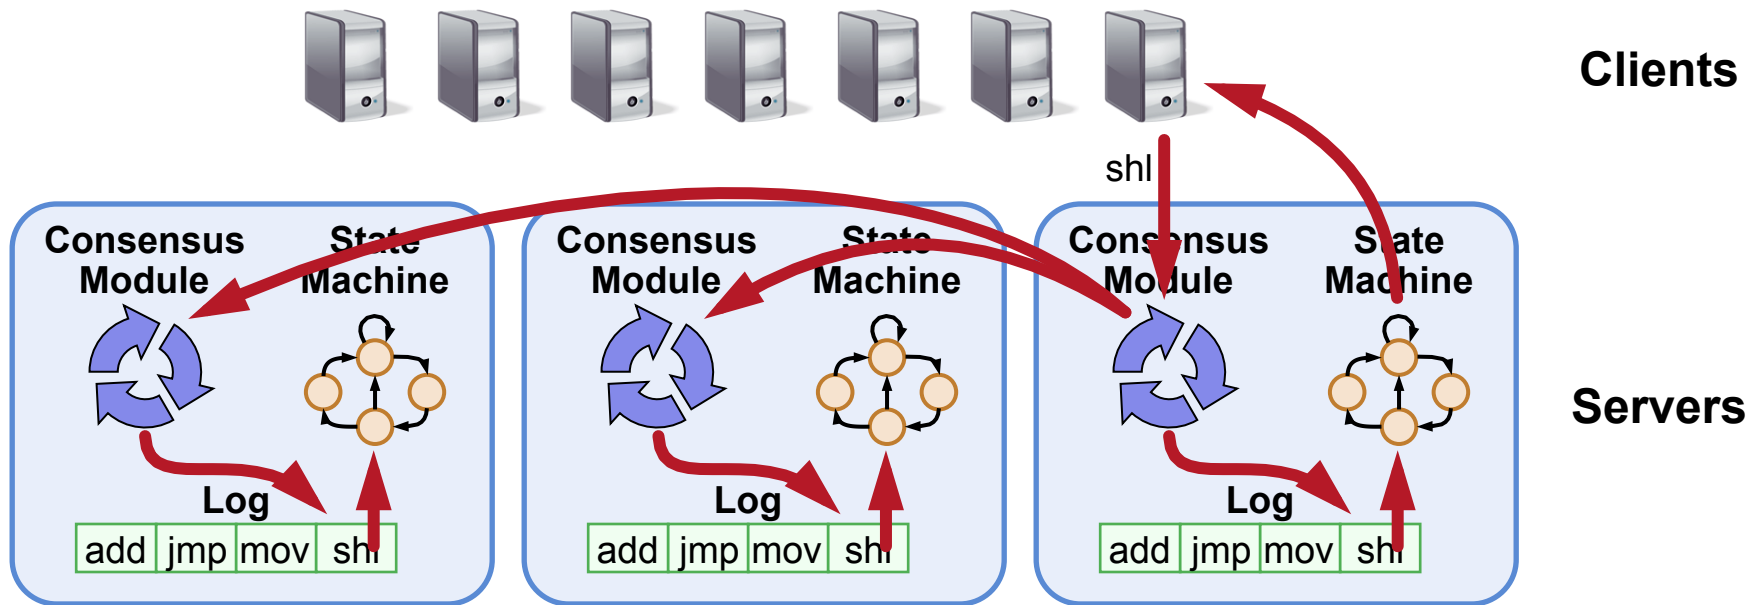 Clients
shl
Consensus Module
State Machine
Consensus Module
State Machine
Consensus Module
State Machine
Servers
Log
add jmp mov shl
Log
add jmp mov shl
Log
add jmp mov shl